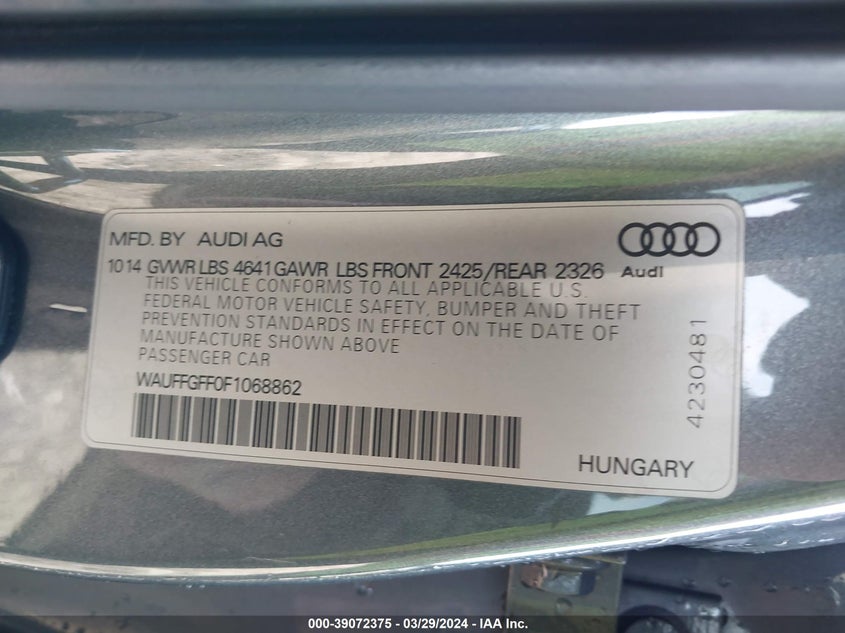 MFD. BY AUDI AG
10 14 GVWR LBS 4641 GAWR LBS FRONT 2425/REAR 2326
Audi
THIS VEHICLE CONFORMS TO ALL APPLICABLE U.S.
FEDERAL MOTOR VEHICLE SAFETY, BUMPER AND THEFT
PREVENTION STANDARDS IN EFFECT ON THE DATE OF
MANUFACTURE SHOWN ABOVE
PASSENGER CAR
WAUFFGFF0F1068862
4230481
HUNGARY
000-39072375 - 03/29/2024 - IAA Inc.